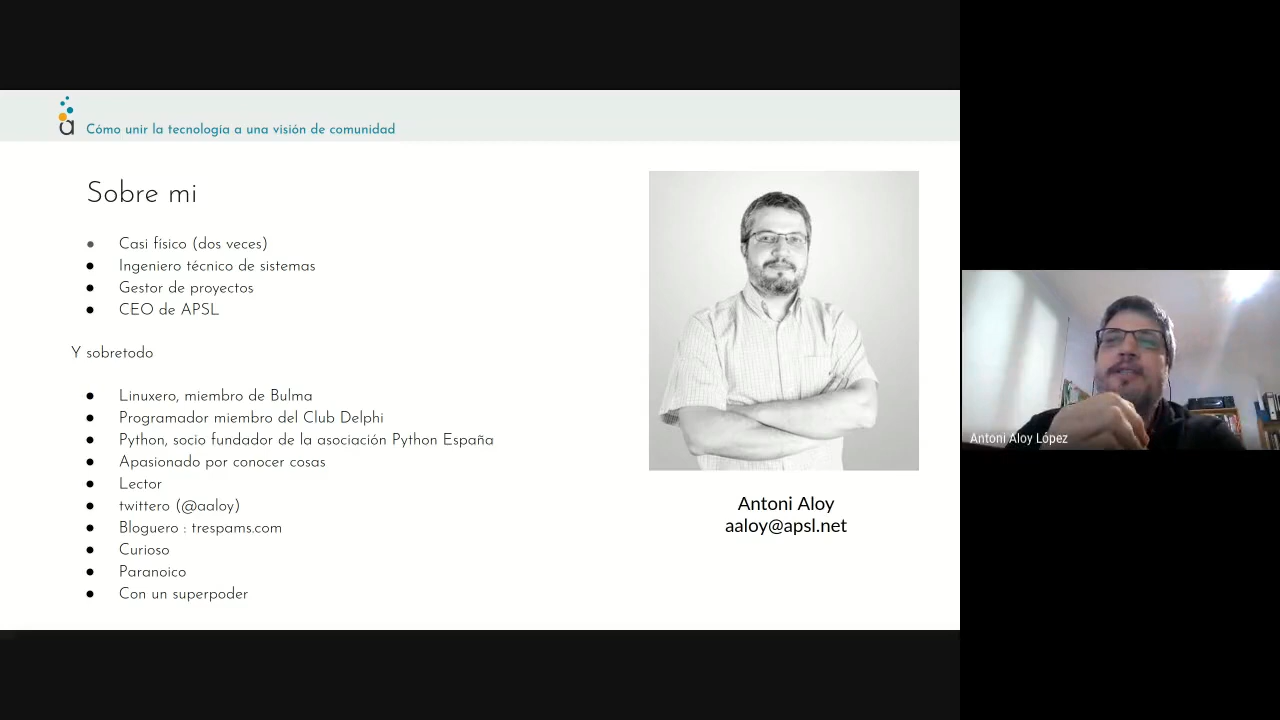 a
Cómo unir la tecnología a una visión de comunidad
Sobre mi
Casi físico (dos veces)
Ingeniero técnico de sistemas
Gestor de proyectos
CEO de APSL
Y sobretodo
Linuxero, miembro de Bulma
Programador miembro del Club Delphi
Python, socio fundador de la asociación Python España
Apasionado por conocer cosas
Lector
twittero (@aaloy)
Bloguero : trespams.com
Curioso
Paranoico
Con un superpoder
Antoni Aloy
aaloy@apsl.net
Antoni Aloy López